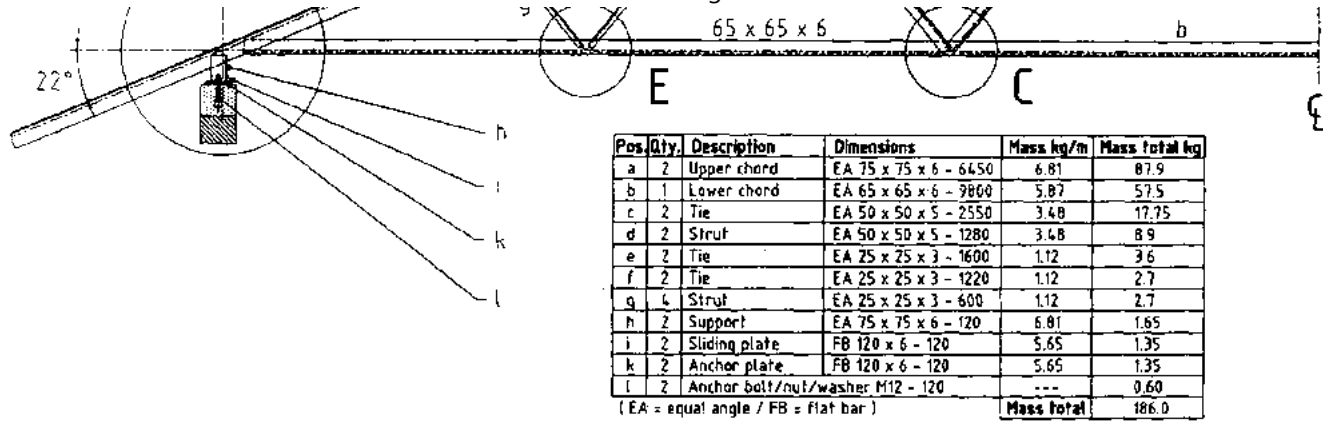 g
65 x 65 x 6
b
22°
E
C
℄
h
i
k
l
Pos. Qty. Description Dimensions Mass kg/m Mass total kg
a 2 Upper chord EA 75 x 75 x 6 - 6450 6.81 87.9
b 1 Lower chord EA 65 x 65 x 6 - 9800 5.87 57.5
c 2 Tie EA 50 x 50 x 5 - 2550 3.48 17.75
d 2 Strut EA 50 x 50 x 5 - 1280 3.48 8.9
e 2 Tie EA 25 x 25 x 3 - 1600 1.12 3.6
f 2 Tie EA 25 x 25 x 3 - 1220 1.12 2.7
g 4 Strut EA 25 x 25 x 3 - 600 1.12 2.7
h 2 Support EA 75 x 75 x 6 - 120 6.81 1.65
i 2 Sliding plate FB 120 x 6 - 120 5.65 1.35
k 2 Anchor plate FB 120 x 6 - 120 5.65 1.35
l 2 Anchor bolt/nut/washer M12 - 120 --- 0.60
( EA = equal angle / FB = flat bar ) Mass total 186.0